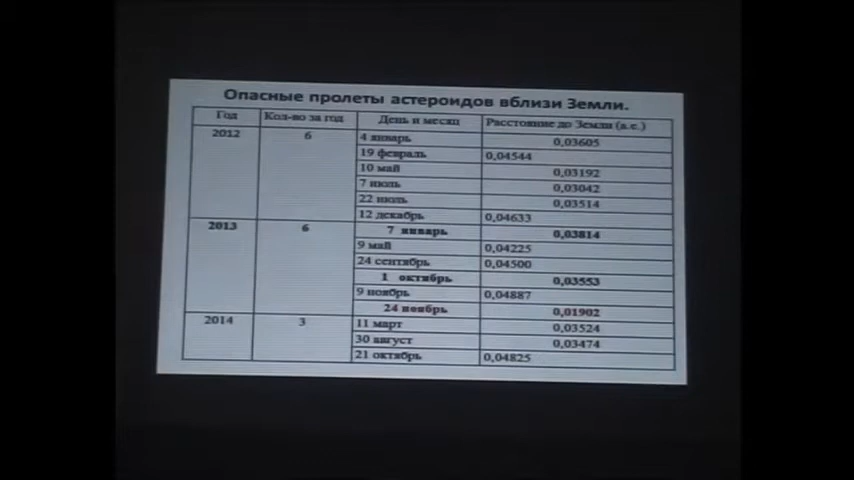 Опасные пролеты астероидов вблизи Земли.
Год Кол-во за год День и месяц Расстояние до Земли (а.е.)
2012 6 4 январь 0,03605
19 февраль 0,04544
10 май 0,03192
7 июль 0,03042
22 июль 0,03514
12 декабрь 0,04633
2013 6 7 январь 0,03814
9 май 0,04225
24 сентябрь 0,04500
1 октябрь 0,03553
9 ноябрь 0,04887
24 ноябрь 0,01902
2014 3 11 март 0,03524
30 август 0,03474
21 октябрь 0,04825